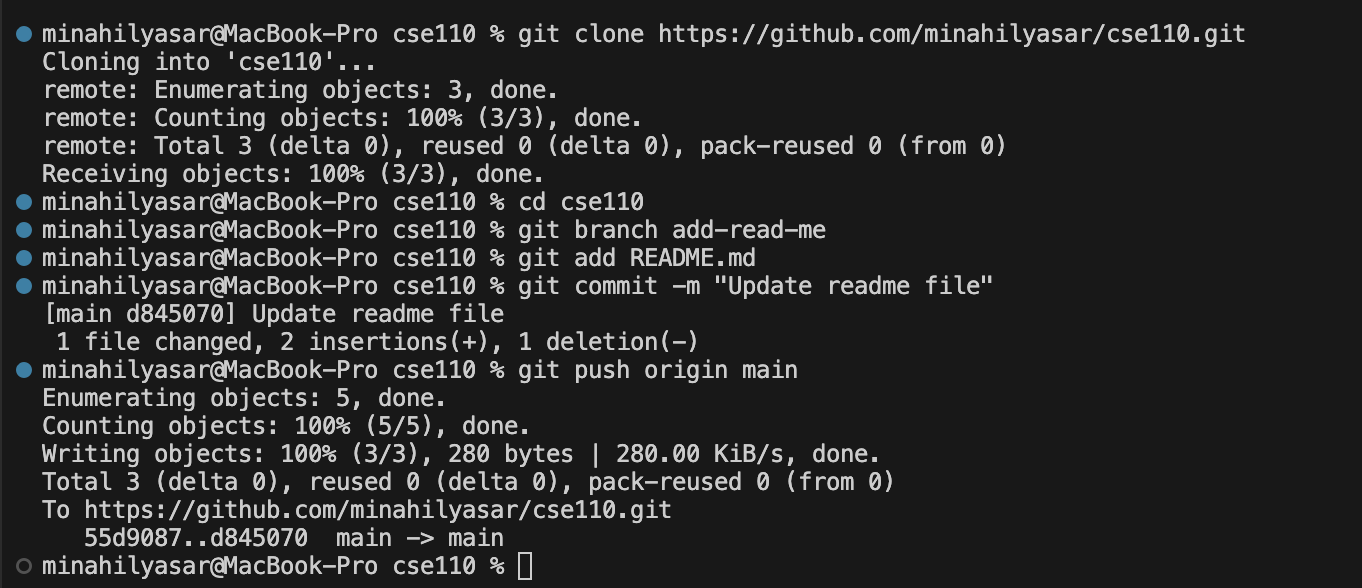 minahilyasar@MacBook-Pro cse110 % git clone https://github.com/minahilyasar/cse110.git
Cloning into 'cse110'...
remote: Enumerating objects: 3, done.
remote: Counting objects: 100% (3/3), done.
remote: Total 3 (delta 0), reused 0 (delta 0), pack-reused 0 (from 0)
Receiving objects: 100% (3/3), done.
minahilyasar@MacBook-Pro cse110 % cd cse110
minahilyasar@MacBook-Pro cse110 % git branch add-read-me
minahilyasar@MacBook-Pro cse110 % git add README.md
minahilyasar@MacBook-Pro cse110 % git commit -m "Update readme file"
[main d845070] Update readme file
 1 file changed, 2 insertions(+), 1 deletion(-)
minahilyasar@MacBook-Pro cse110 % git push origin main
Enumerating objects: 5, done.
Counting objects: 100% (5/5), done.
Writing objects: 100% (3/3), 280 bytes | 280.00 KiB/s, done.
Total 3 (delta 0), reused 0 (delta 0), pack-reused 0 (from 0)
To https://github.com/minahilyasar/cse110.git
   55d9087..d845070  main -> main
minahilyasar@MacBook-Pro cse110 %